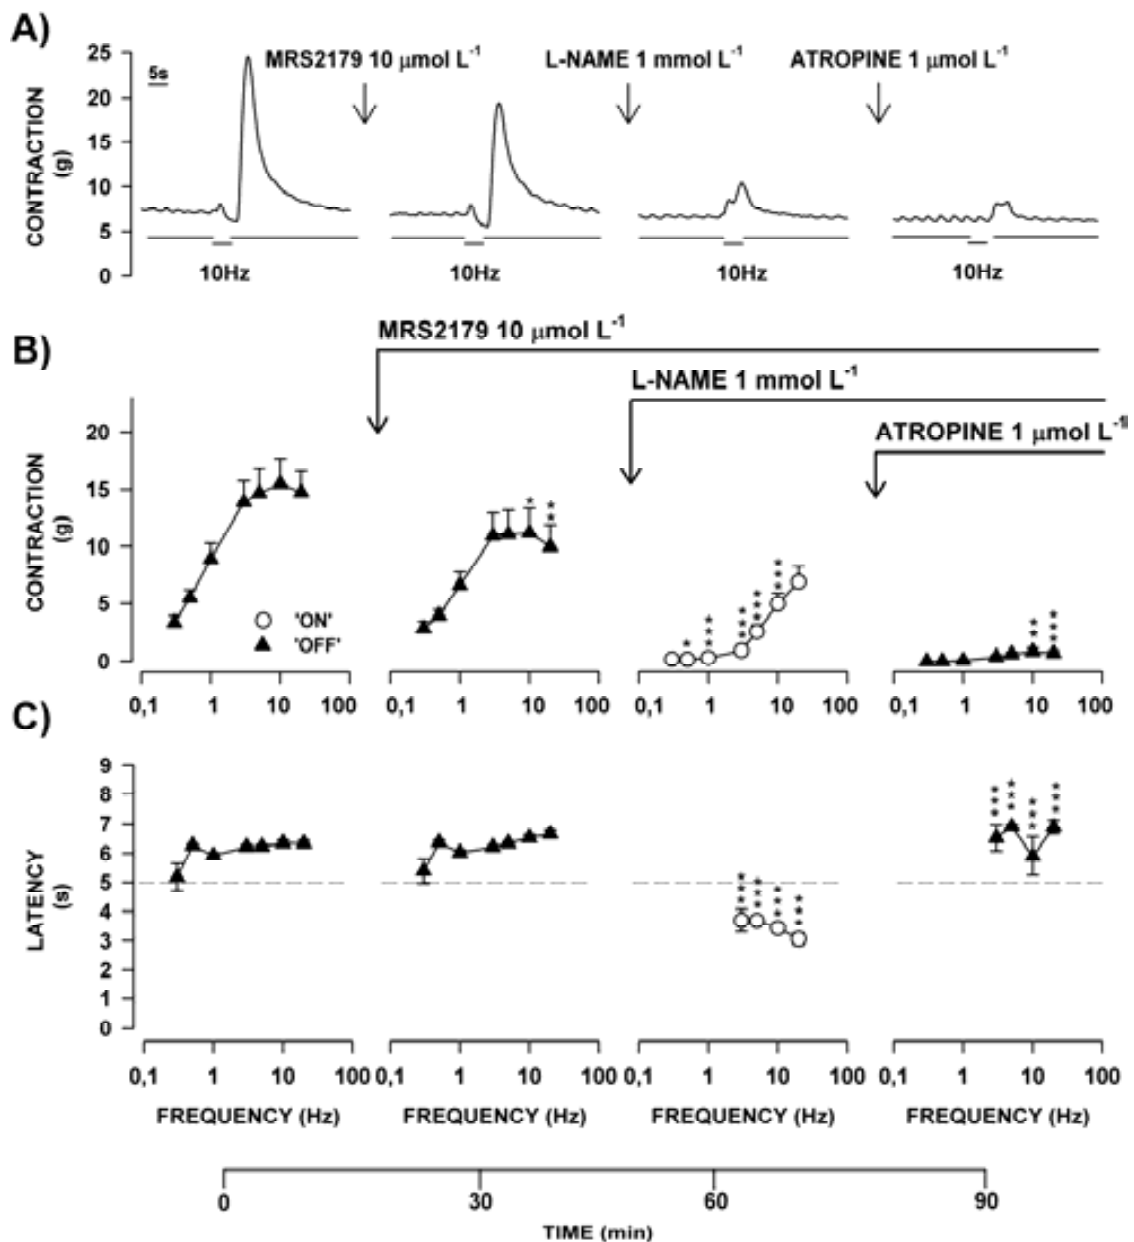 A)
CONTRACTION (g)
25
20
15
10
5
0
5s
MRS2179 10 μmol L⁻¹
L-NAME 1 mmol L⁻¹
ATROPINE 1 μmol L⁻¹
10Hz
10Hz
10Hz
10Hz
B)
MRS2179 10 μmol L⁻¹
L-NAME 1 mmol L⁻¹
ATROPINE 1 μmol L⁻¹
CONTRACTION (g)
20
15
10
5
0
'ON'
'OFF'
* **
* *** *** *** ***
** ***
0,1 1 10 100
0,1 1 10 100
0,1 1 10 100
0,1 1 10 100
C)
LATENCY (s)
9
8
7
6
5
4
3
2
1
0
*** *** *** ***
*** *** *** ***
0,1 1 10 100
0,1 1 10 100
0,1 1 10 100
0,1 1 10 100
FREQUENCY (Hz)
FREQUENCY (Hz)
FREQUENCY (Hz)
FREQUENCY (Hz)
0 30 60 90
TIME (min)